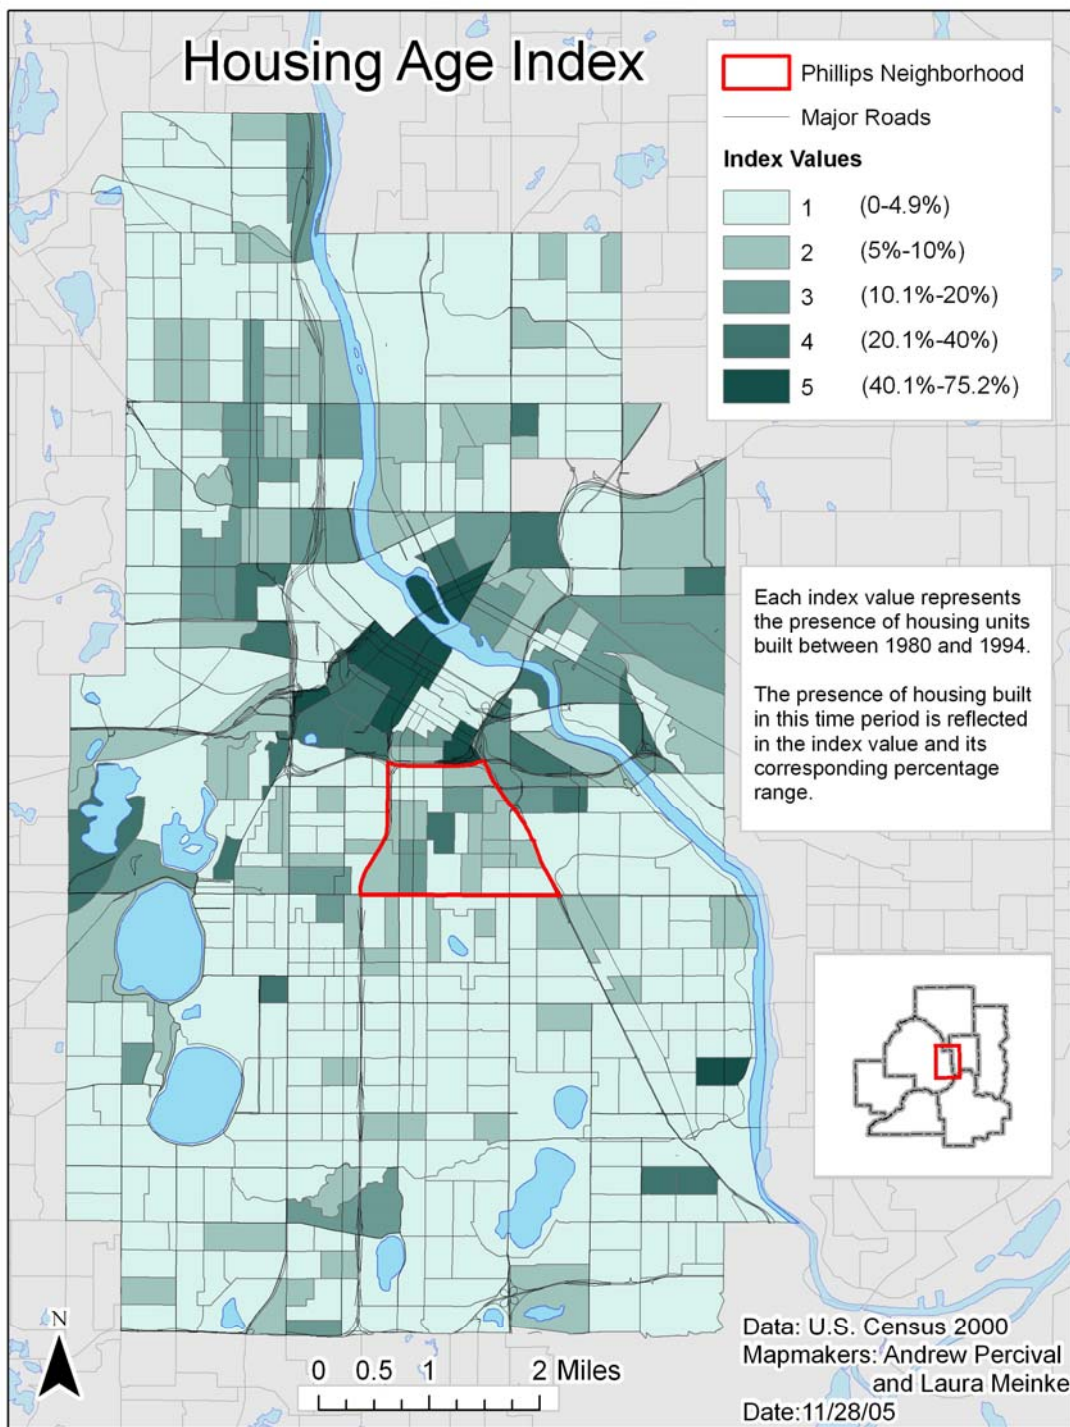 Housing Age Index
Phillips Neighborhood
Major Roads
Index Values
1 (0-4.9%)
2 (5%-10%)
3 (10.1%-20%)
4 (20.1%-40%)
5 (40.1%-75.2%)
Each index value represents
the presence of housing units
built between 1980 and 1994.
The presence of housing built
in this time period is reflected
in the index value and its
corresponding percentage
range.
N
0 0.5 1 2 Miles
Data: U.S. Census 2000
Mapmakers: Andrew Percival
and Laura Meinke
Date:11/28/05